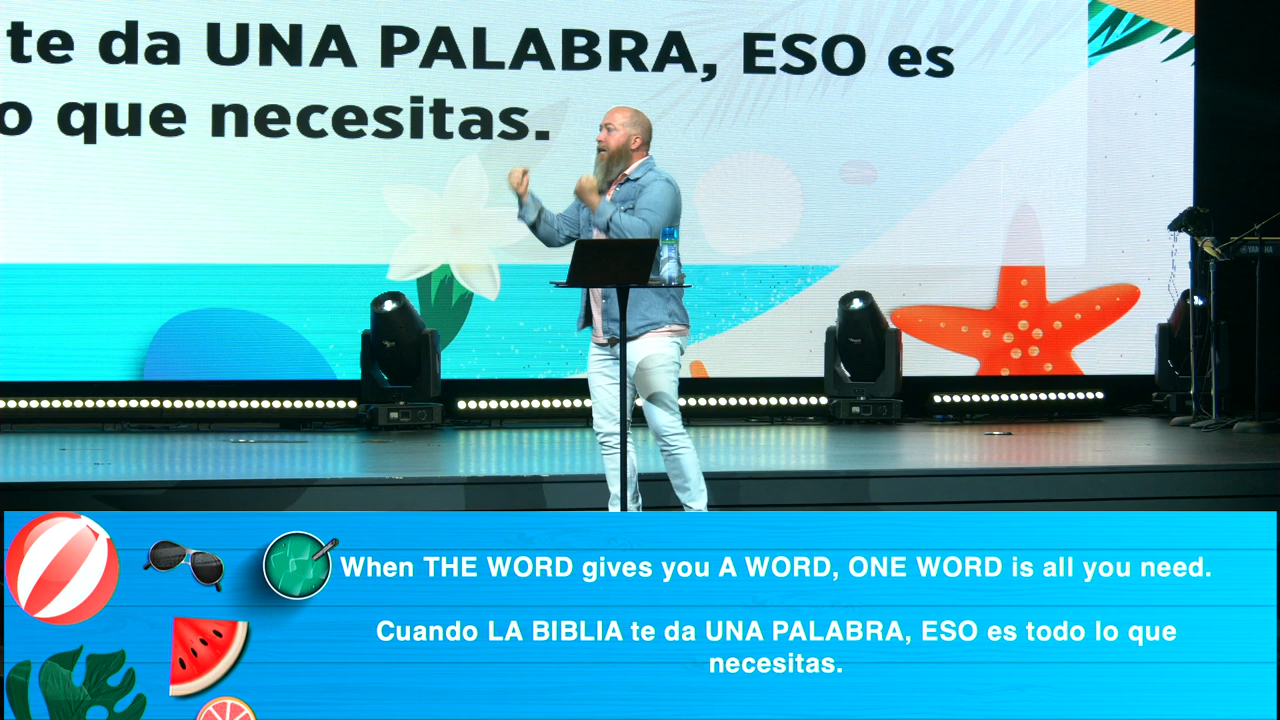 te da UNA PALABRA, ESO es
o que necesitas.
YAMAHA
When THE WORD gives you A WORD, ONE WORD is all you need.
Cuando LA BIBLIA te da UNA PALABRA, ESO es todo lo que
necesitas.